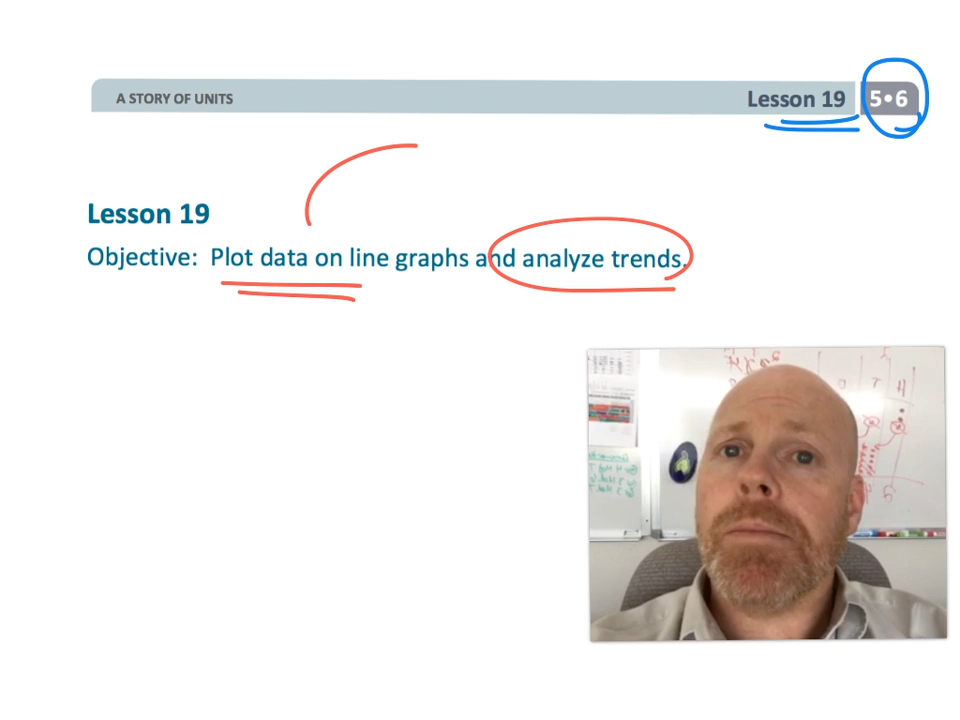 A STORY OF UNITS
Lesson 19 5•6
Lesson 19
Objective: Plot data on line graphs and analyze trends.